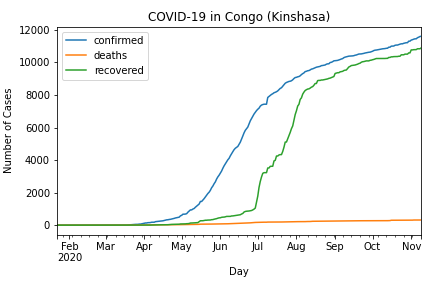 COVID-19 in Congo (Kinshasa)
12000
10000
8000
6000
4000
2000
0
Number of Cases
confirmed
deaths
recovered
Feb Mar Apr May Jun Jul Aug Sep Oct Nov
2020
Day